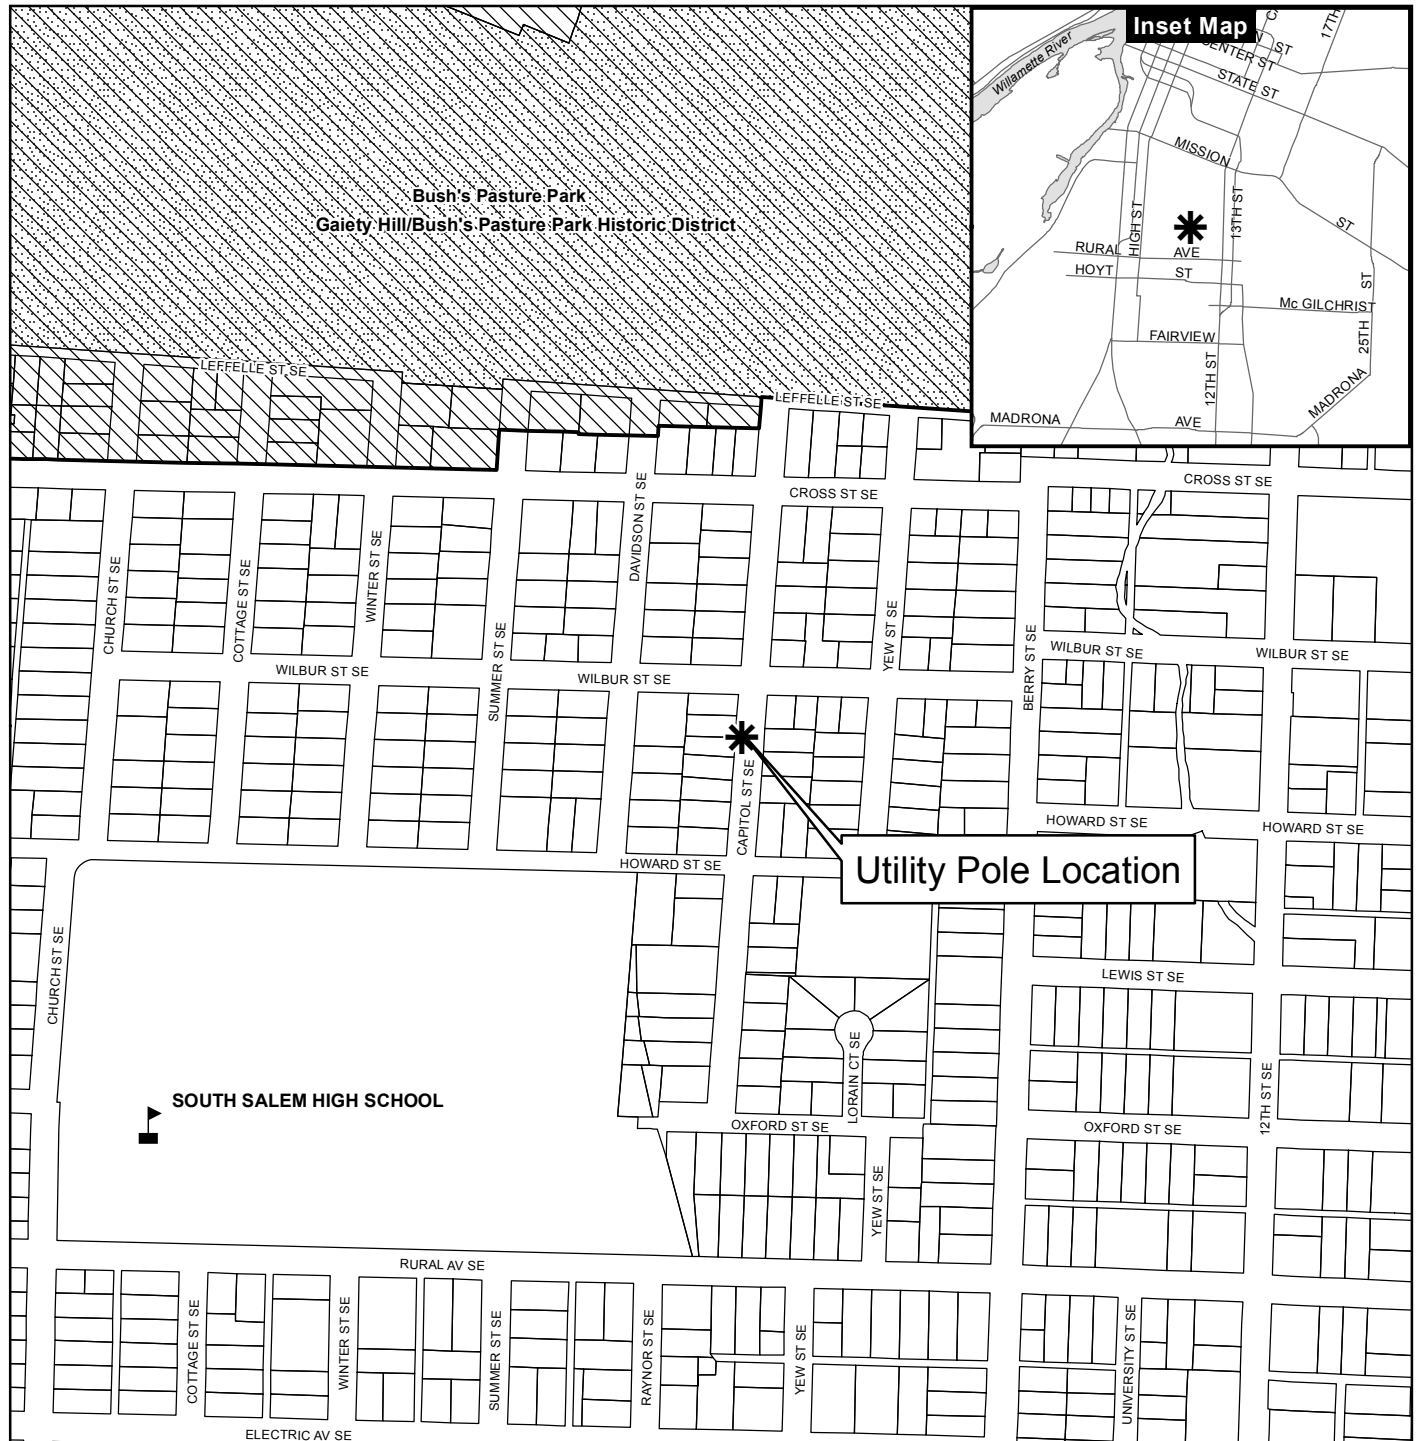 Inset Map
Willamette River
17TH
CENTER ST
ST
STATE ST
MISSION
ST
HIGH ST
13TH ST
RURAL AVE
HOYT ST
Mc GILCHRIST
ST
25TH
FAIRVIEW
12TH ST
MADRONA
MADRONA AVE
Bush's Pasture Park
Gaiety Hill/Bush's Pasture Park Historic District
LEFFELLE ST SE
LEFFELLE ST SE
CROSS ST SE
CROSS ST SE
CHURCH ST SE
COTTAGE ST SE
WINTER ST SE
SUMMER ST SE
DAVIDSON ST SE
YEW ST SE
BERRY ST SE
WILBUR ST SE
WILBUR ST SE
WILBUR ST SE
WILBUR ST SE
CAPITOL ST SE
HOWARD ST SE
HOWARD ST SE
HOWARD ST SE
Utility Pole Location
CHURCH ST SE
LEWIS ST SE
LORAIN CT SE
12TH ST SE
SOUTH SALEM HIGH SCHOOL
OXFORD ST SE
OXFORD ST SE
YEW ST SE
RURAL AV SE
COTTAGE ST SE
WINTER ST SE
SUMMER ST SE
RAYNOR ST SE
YEW ST SE
UNIVERSITY ST SE
ELECTRIC AV SE